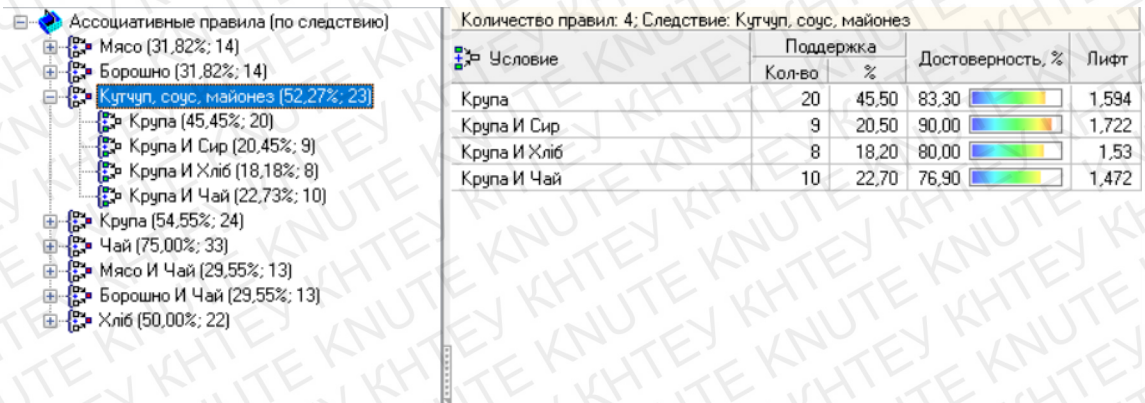 Ассоциативные правила (по следствию)
Мясо (31,82%; 14)
Борошно (31,82%; 14)
Кутчуп, соус, майонез (52,27%; 23)
Крупа (45,45%; 20)
Крупа И Сир (20,45%; 9)
Крупа И Хліб (18,18%; 8)
Крупа И Чай (22,73%; 10)
Крупа (54,55%; 24)
Чай (75,00%; 33)
Мясо И Чай (29,55%; 13)
Борошно И Чай (29,55%; 13)
Хліб (50,00%; 22)
Количество правил: 4; Следствие: Кутчуп, соус, майонез
Условие Поддержка Достоверность, % Лифт
Кол-во %
Крупа 20 45,50 83,30 1,594
Крупа И Сир 9 20,50 90,00 1,722
Крупа И Хліб 8 18,20 80,00 1,53
Крупа И Чай 10 22,70 76,90 1,472